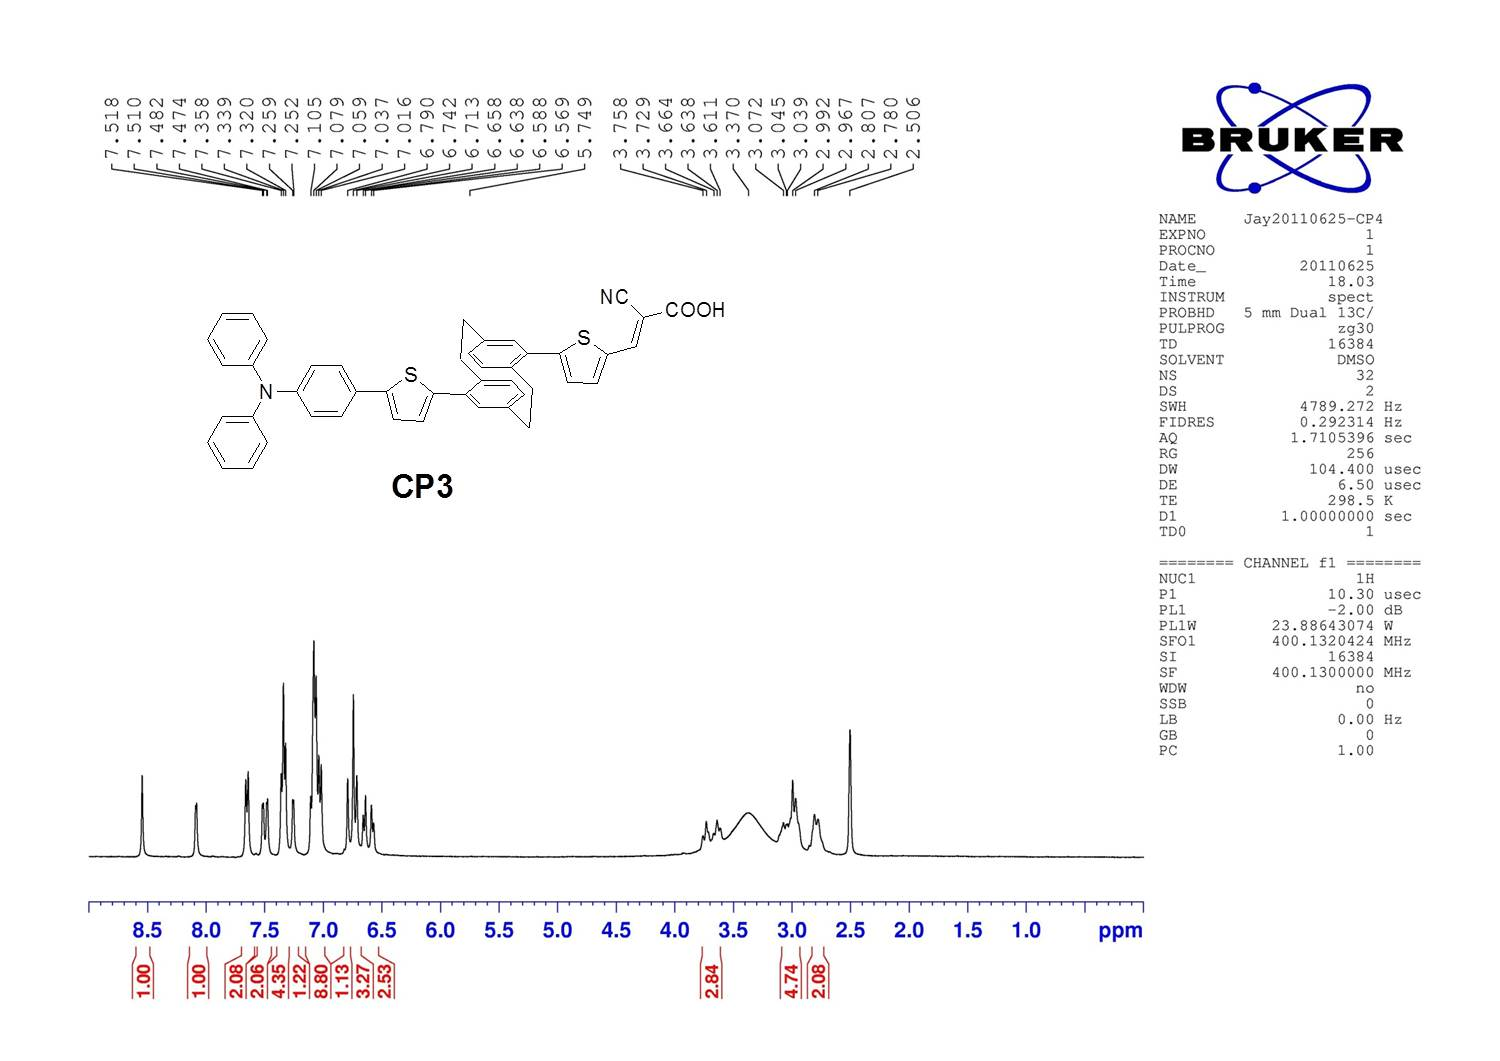 7.518
7.510
7.482
7.474
7.358
7.339
7.320
7.259
7.252
7.105
7.079
7.059
7.037
7.016
6.790
6.742
6.713
6.658
6.638
6.588
6.569
5.749
3.758
3.729
3.664
3.638
3.611
3.370
3.072
3.045
3.039
2.992
2.967
2.807
2.780
2.506
BRUKER
NAME Jay20110625-CP4
EXPNO 1
PROCNO 1
Date_ 20110625
Time 18.03
INSTRUM spect
PROBHD 5 mm Dual 13C/
PULPROG zg30
TD 16384
SOLVENT DMSO
NS 32
DS 2
SWH 4789.272 Hz
FIDRES 0.292314 Hz
AQ 1.7105396 sec
RG 256
DW 104.400 usec
DE 6.50 usec
TE 298.5 K
D1 1.00000000 sec
TD0 1
======== CHANNEL f1 ========
NUC1 1H
P1 10.30 usec
PL1 -2.00 dB
PL1W 23.88643074 W
SFO1 400.1320424 MHz
SI 16384
SF 400.1300000 MHz
WDW no
SSB 0
LB 0.00 Hz
GB 0
PC 1.00
NC
COOH
S
S
N
CP3
8.5 8.0 7.5 7.0 6.5 6.0 5.5 5.0 4.5 4.0 3.5 3.0 2.5 2.0 1.5 1.0 ppm
1.00
1.00
2.08
2.06
4.35
1.22
8.80
1.13
3.27
2.53
2.84
4.74
2.08